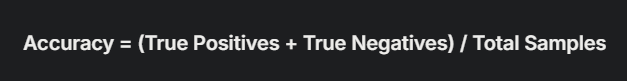 Accuracy = (True Positives + True Negatives) / Total Samples